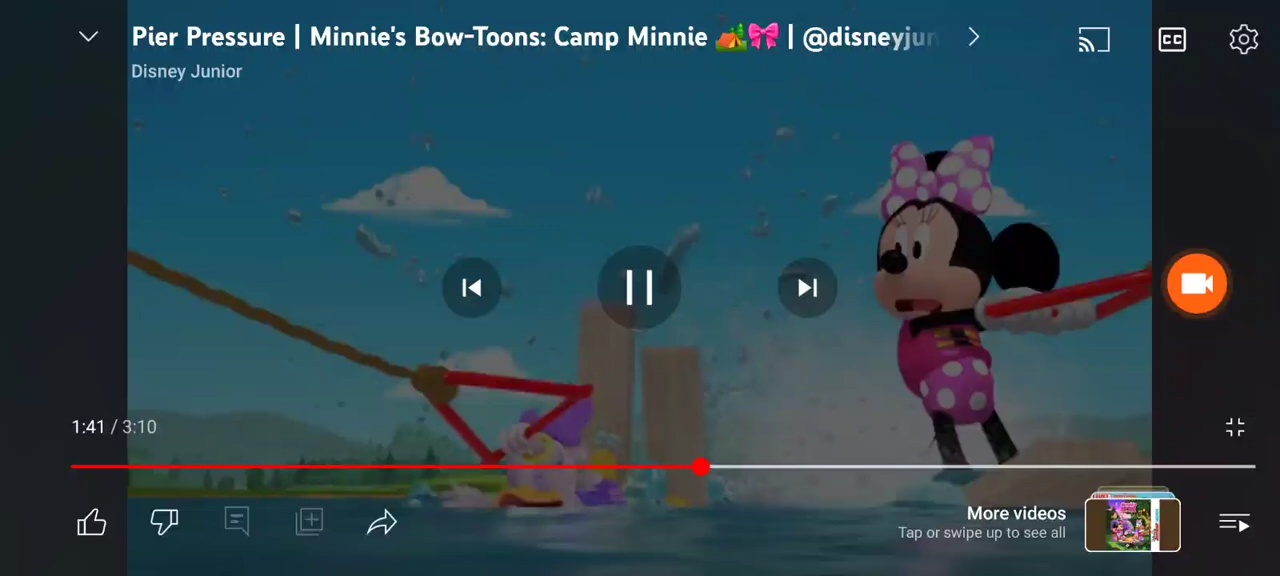 Pier Pressure | Minnie's Bow-Toons: Camp Minnie 🏕️🎀 | @disneyjun
Disney Junior
CC
1:41 / 3:10
More videos
Tap or swipe up to see all